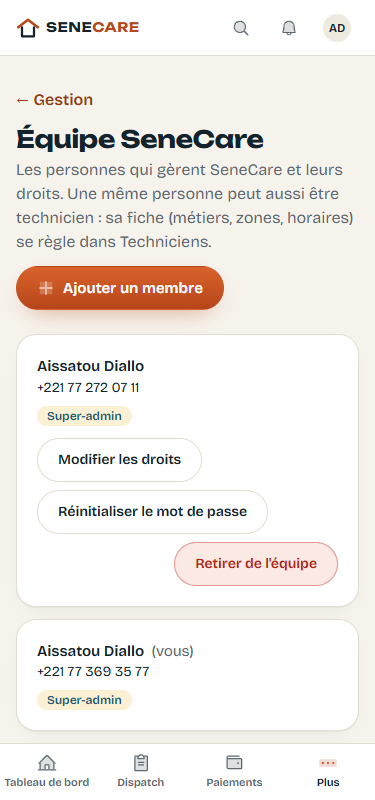 SENECARE
AD
← Gestion
Équipe SeneCare
Les personnes qui gèrent SeneCare et leurs
droits. Une même personne peut aussi être
technicien : sa fiche (métiers, zones, horaires)
se règle dans Techniciens.
Ajouter un membre
Aissatou Diallo
+221 77 272 07 11
Super-admin
Modifier les droits
Réinitialiser le mot de passe
Retirer de l'équipe
Aissatou Diallo (vous)
+221 77 369 35 77
Super-admin
Tableau de bord Dispatch Paiements Plus